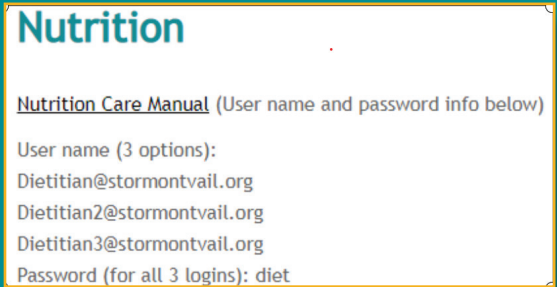 Nutrition
Nutrition Care Manual (User name and password info below)
User name (3 options):
Dietitian@stormontvail.org
Dietitian2@stormontvail.org
Dietitian3@stormontvail.org
Password (for all 3 logins): diet